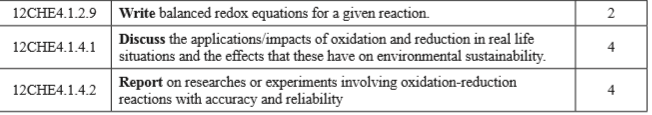 12CHE4.1.2.9 Write balanced redox equations for a given reaction. 2
12CHE4.1.4.1 Discuss the applications/impacts of oxidation and reduction in real life situations and the effects that these have on environmental sustainability. 4
12CHE4.1.4.2 Report on researches or experiments involving oxidation-reduction reactions with accuracy and reliability 4